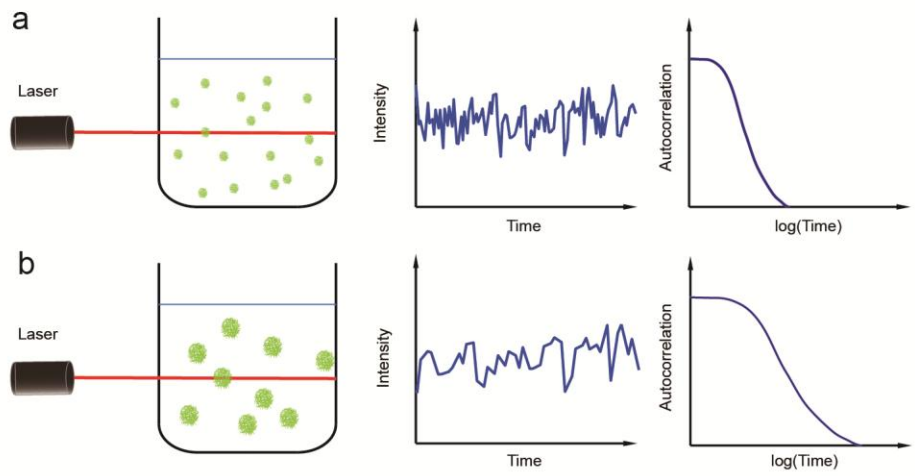 a
Laser
Intensity
Time
Autocorrelation
log(Time)
b
Laser
Intensity
Time
Autocorrelation
log(Time)